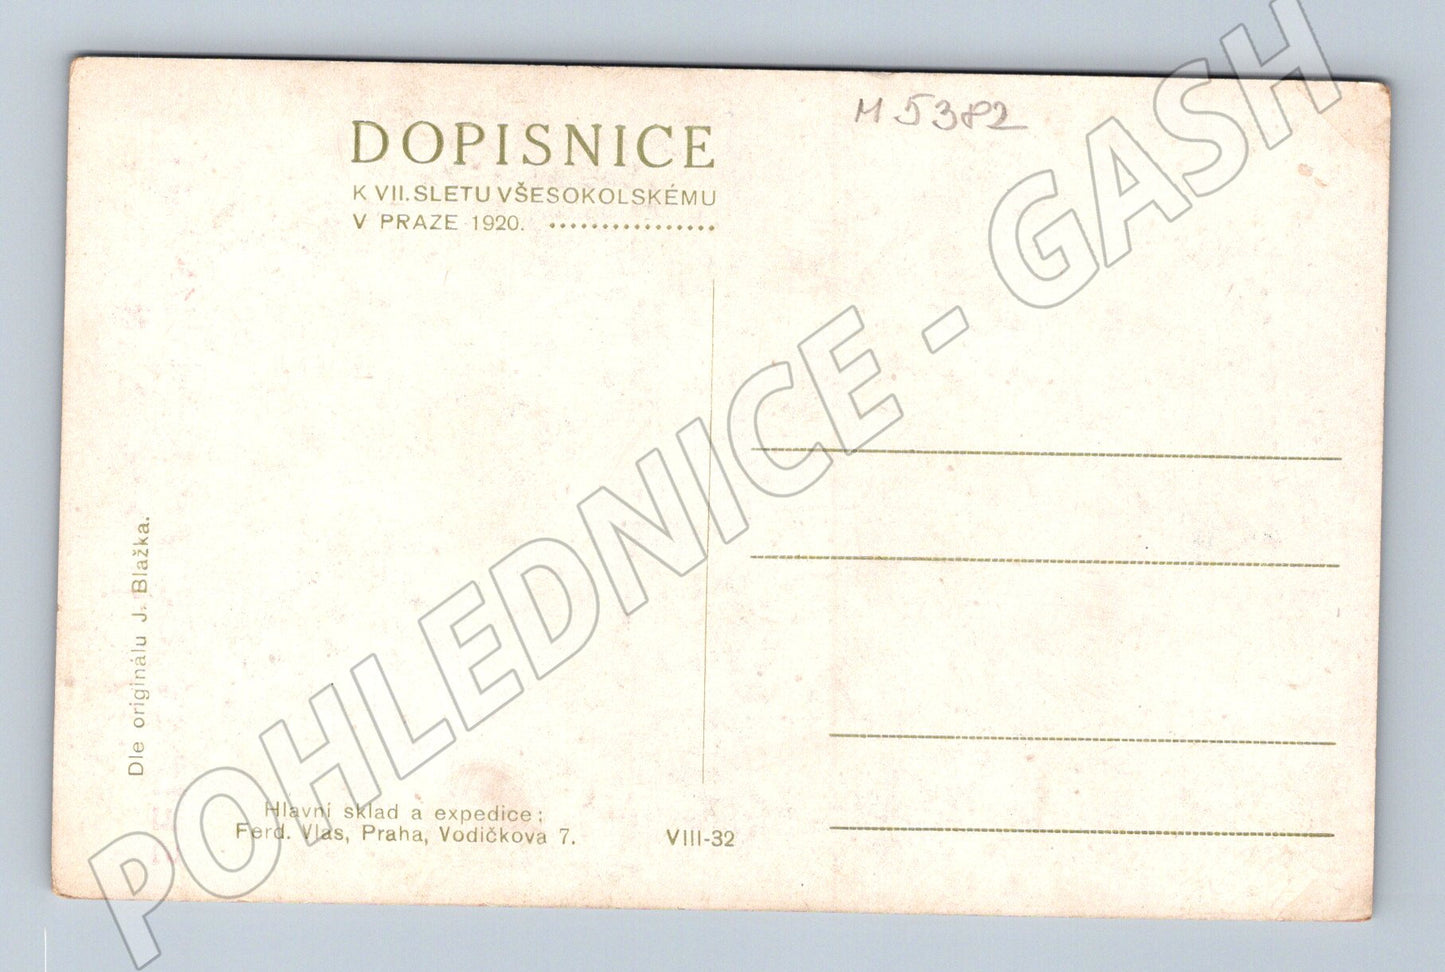 M 5382
DOPISNICE
K VII. SLETU VŠESOKOLSKÉMU
V PRAZE 1920.
Dle originálu J. Blažka.
Hlavní sklad a expedice:
Ferd. Vlas, Praha, Vodičkova 7.
VIII-32
POHLEDNICE - GASH